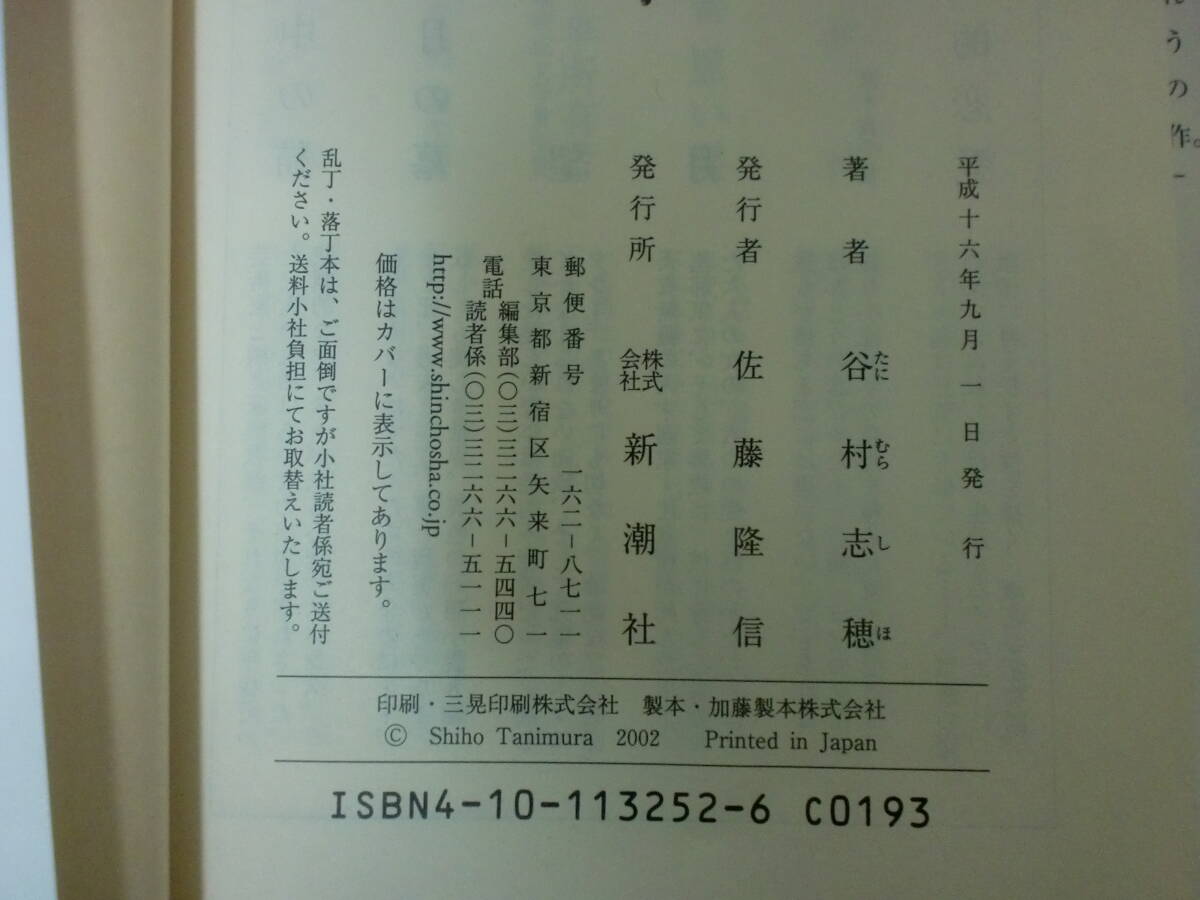 うの作。
平成十六年九月一日発行
著者 谷村志穂
たにむらしほ
発行者 佐藤隆信
発行所 株式会社 新潮社
郵便番号 一六二−八七一一
東京都新宿区矢来町七一
電話 編集部(〇三)三二六六−五四四〇
読者係(〇三)三二六六−五一一一
http://www.shinchosha.co.jp
価格はカバーに表示してあります。
乱丁・落丁本は、ご面倒ですが小社読者係宛ご送付
ください。送料小社負担にてお取替えいたします。
印刷・三晃印刷株式会社 製本・加藤製本株式会社
© Shiho Tanimura 2002 Printed in Japan
ISBN4-10-113252-6 C0193